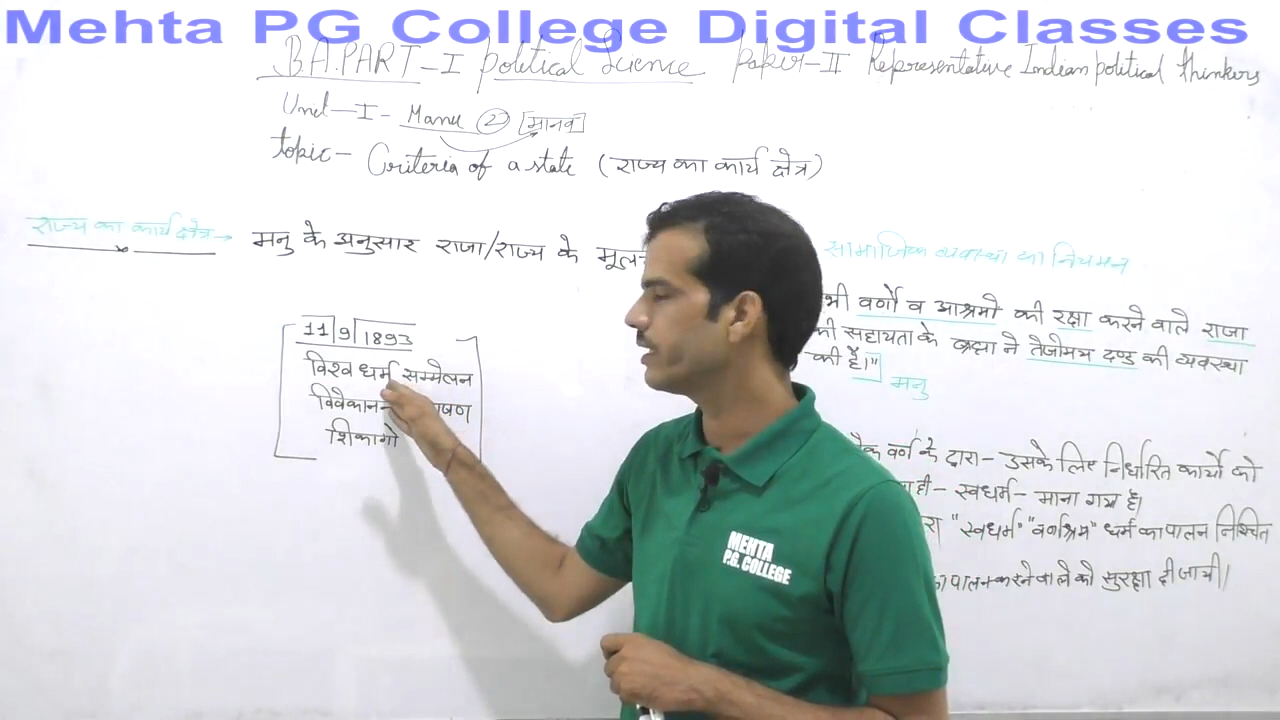 Mehta PG College Digital Classes
B.A. PART-I Political Science Paper-II Representative Indian political thinkers
Unit-I- Manu ② [मानव]
topic- Criteria of a state (राज्य का कार्य क्षेत्र)
राज्य का कार्य क्षेत्र→ मनु के अनुसार राजा/राज्य के
सामाजिक व्यवस्था का नियमन
वर्णो व आश्रमो की रक्षा करने वाले राजा
की सहायता के ब्रह्मा ने तेजोमय दण्ड की व्यवस्था
की है।"
मनु
11/9/1893
विश्व धर्म सम्मेलन
शिकागो
वर्ण के द्वारा- उसके लिए निर्धारित कार्यो को
ही- स्वधर्म- माना गया है।
"स्वधर्म" "वर्णाश्रम" धर्म का पालन निश्चित
पालन करने वाले को सुरक्षा दी जायी।
MEHTA
P.G. COLLEGE